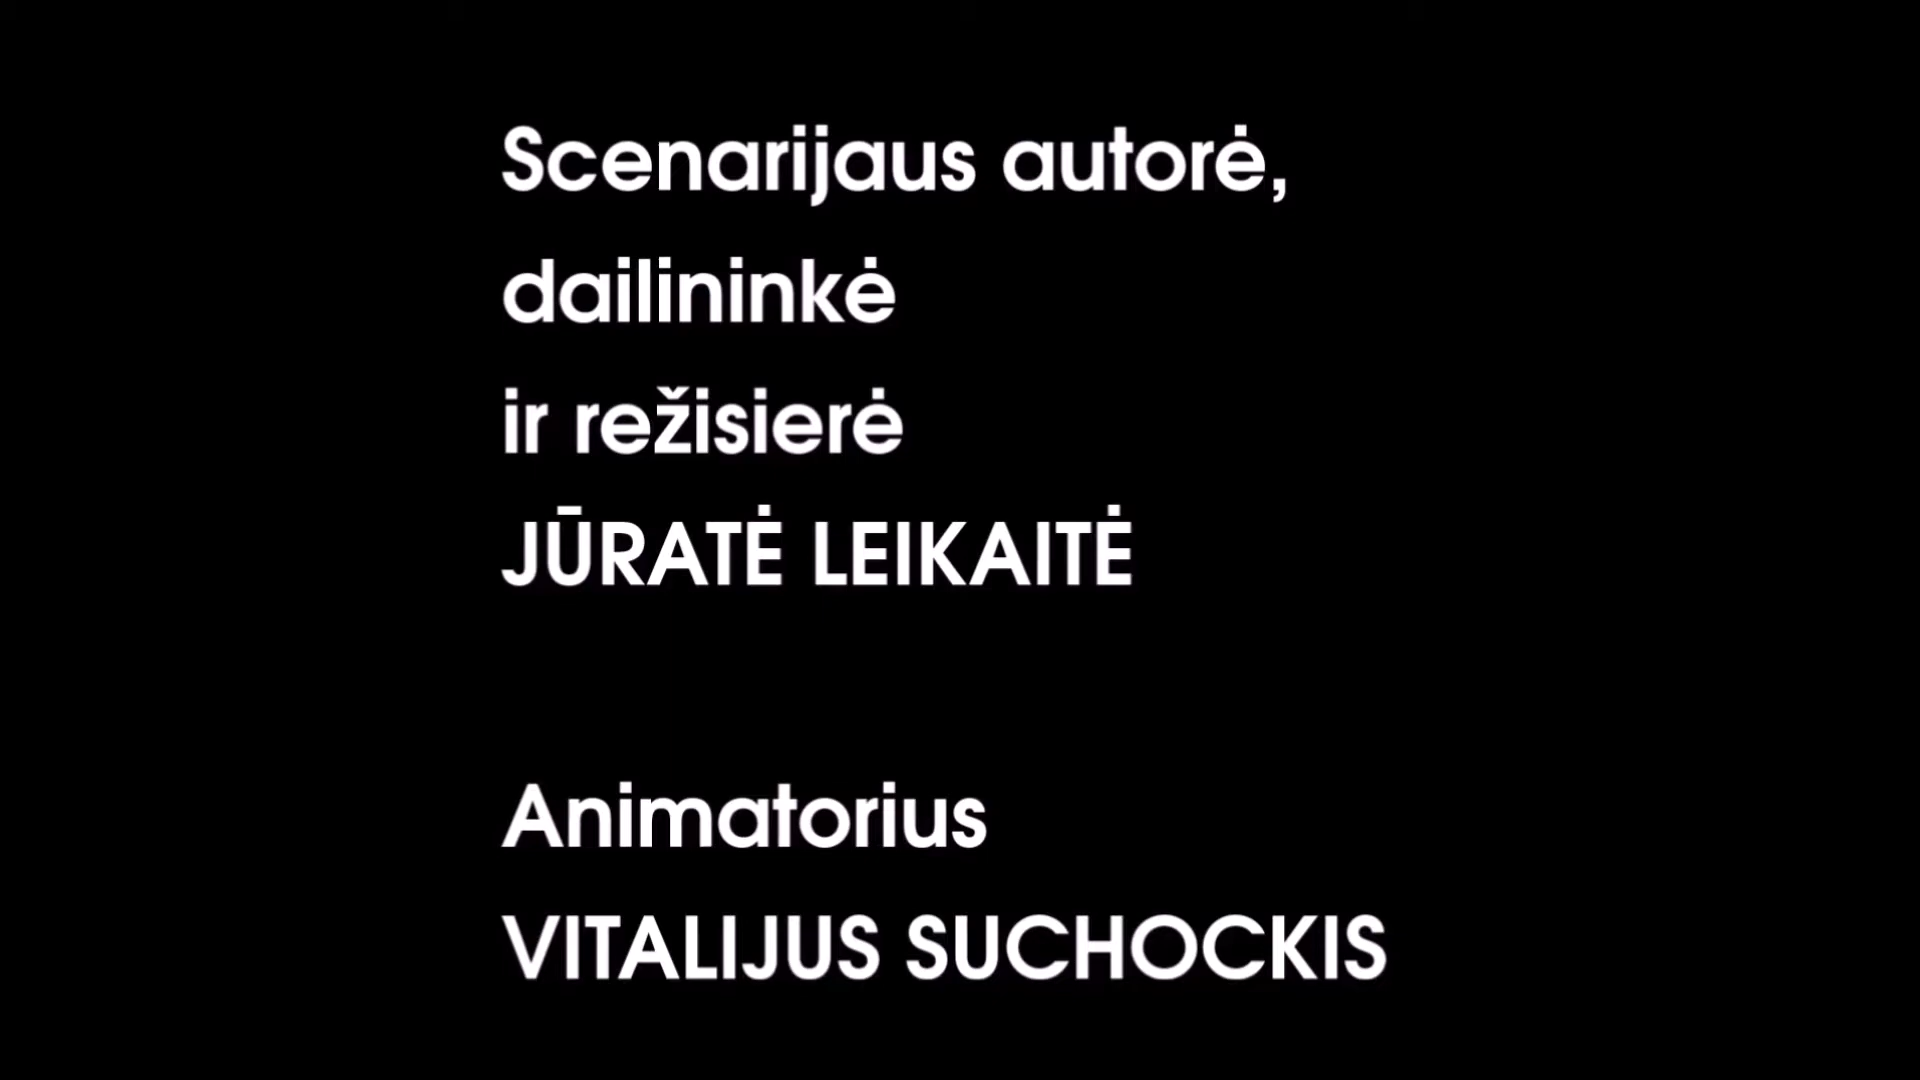 Scenarijaus autorė,
dailininkė
ir režisierė
JŪRATĖ LEIKAITĖ
Animatorius
VITALIJUS SUCHOCKIS